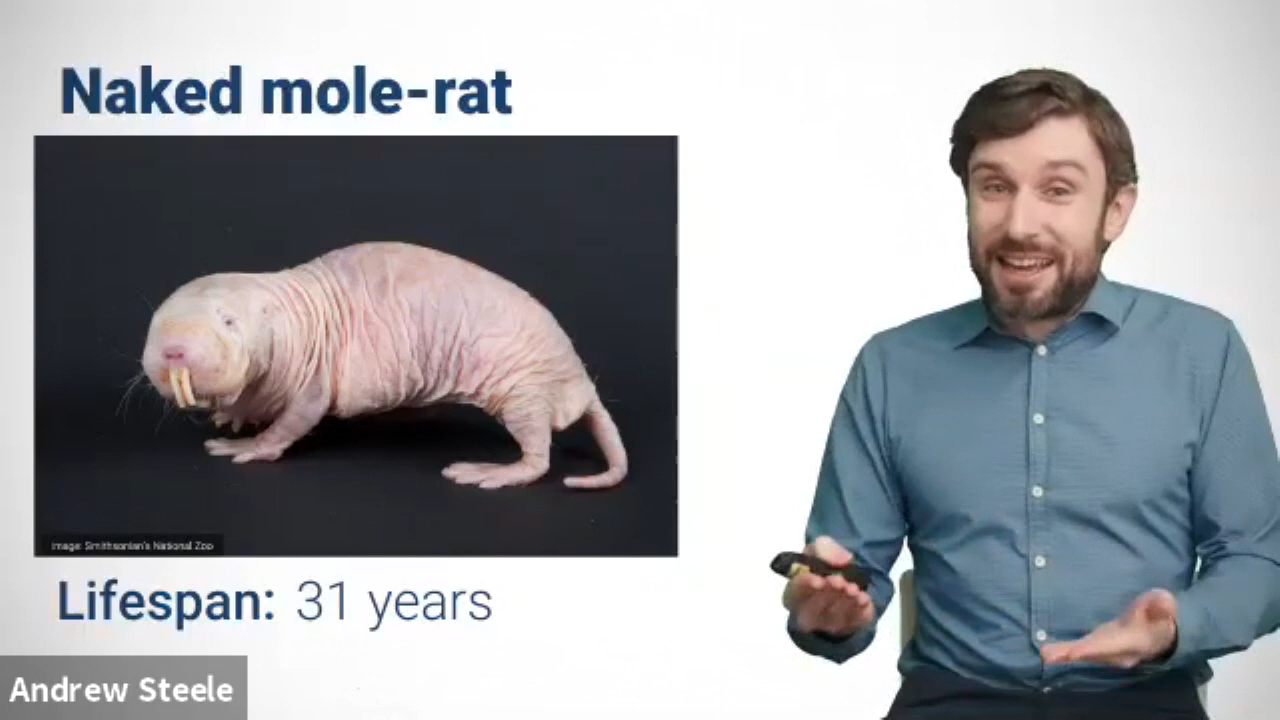 Naked mole-rat
Image: Smithsonian's National Zoo
Lifespan: 31 years
Andrew Steele